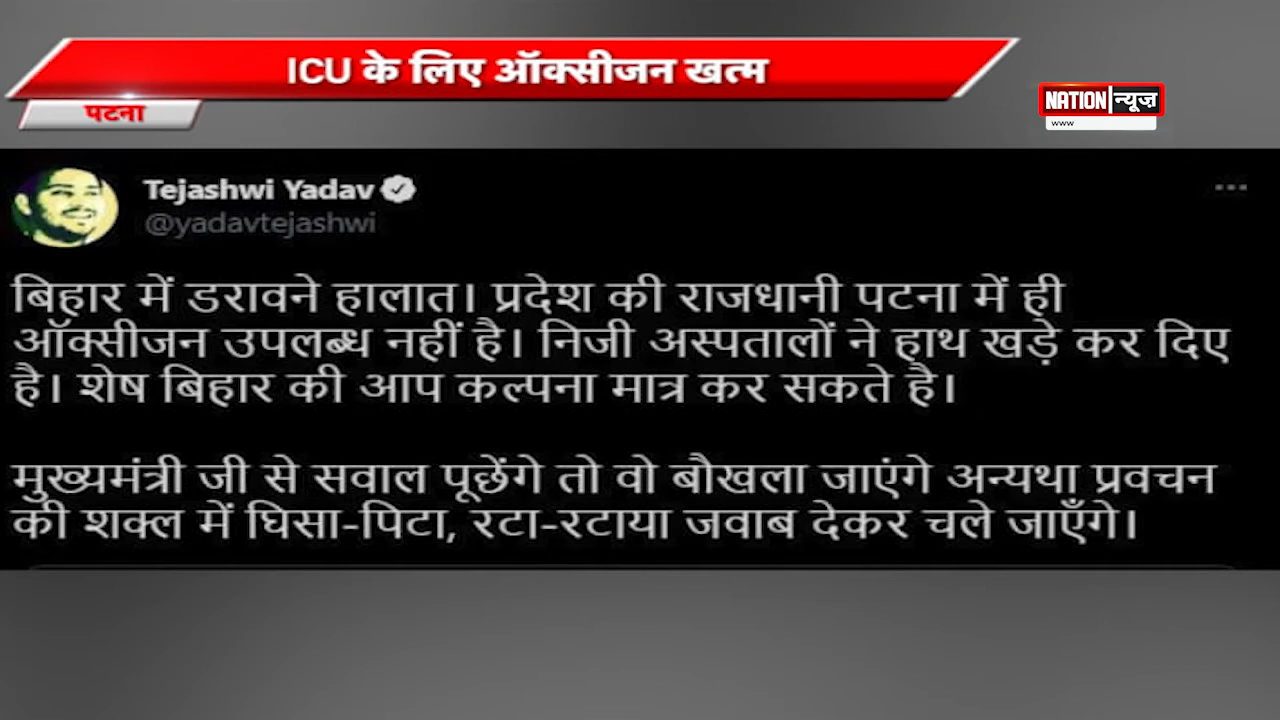 ICU के लिए ऑक्सीजन खत्म
पटना
NATION न्यूज़
www
Tejashwi Yadav
@yadavtejashwi
बिहार में डरावने हालात। प्रदेश की राजधानी पटना में ही
ऑक्सीजन उपलब्ध नहीं है। निजी अस्पतालों ने हाथ खड़े कर दिए
है। शेष बिहार की आप कल्पना मात्र कर सकते है।
मुख्यमंत्री जी से सवाल पूछेंगे तो वो बौखला जाएंगे अन्यथा प्रवचन
की शक्ल में घिसा-पिटा, रटा-रटाया जवाब देकर चले जाएँगे।